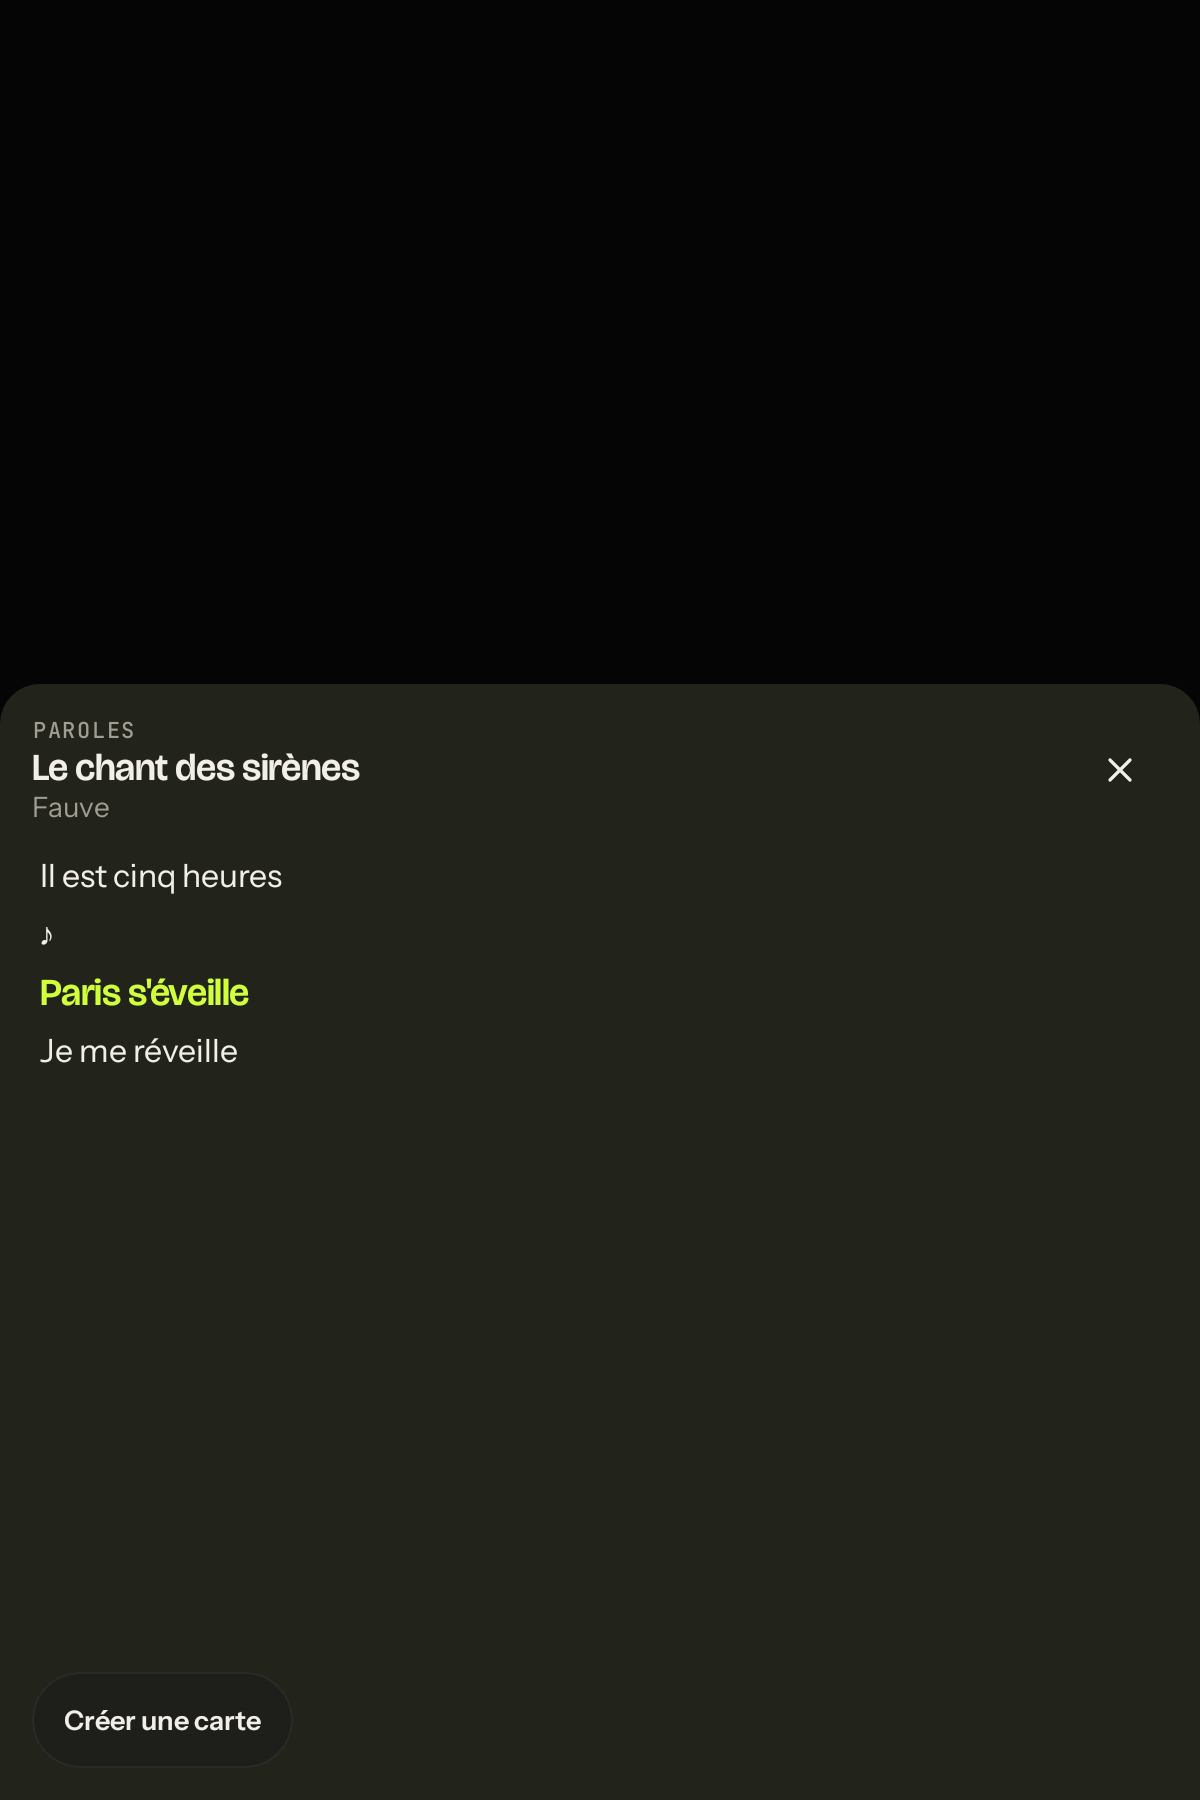 PAROLES
Le chant des sirènes
Fauve
Il est cinq heures
♪
Paris s'éveille
Je me réveille
Créer une carte